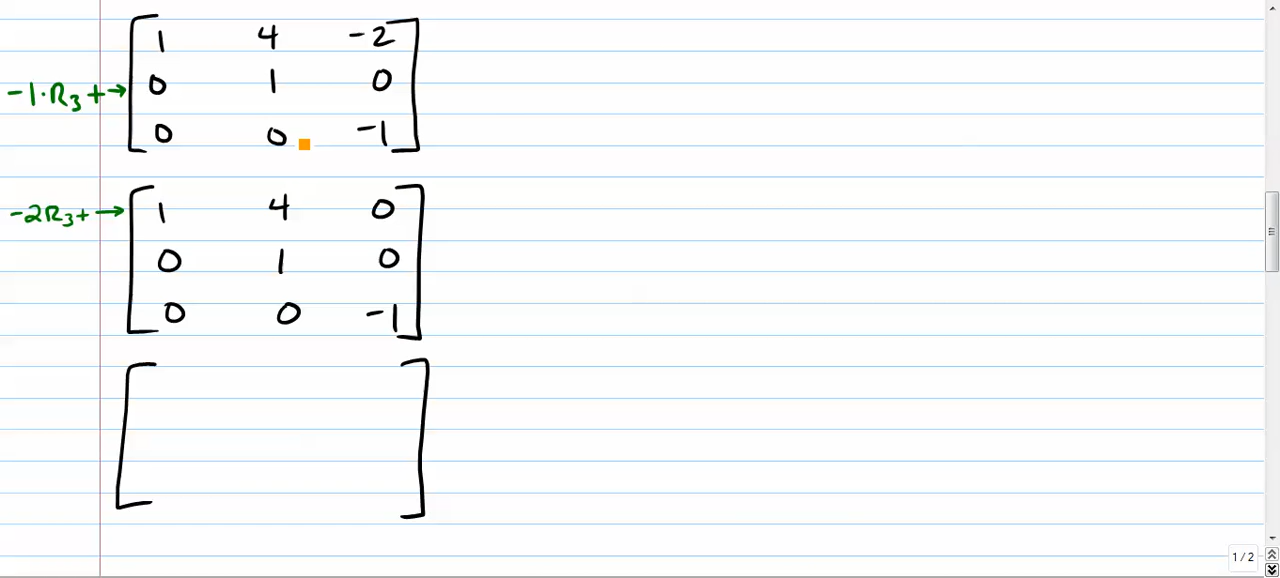 1 4 -2
-1·R3+→ 0 1 0
0 0 -1
-2R3+→ 1 4 0
0 1 0
0 0 -1
1 / 2